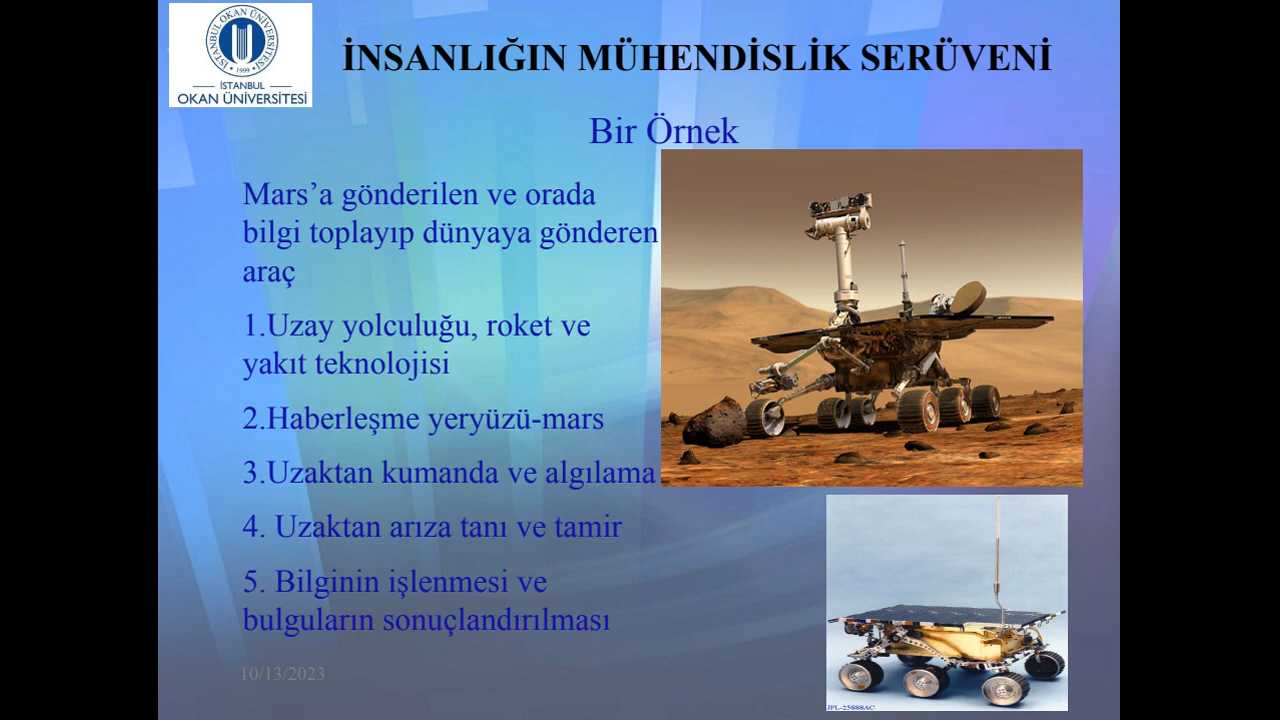 İSTANBUL OKAN ÜNİVERSİTESİ
1999
İSTANBUL
OKAN ÜNİVERSİTESİ
İNSANLIĞIN MÜHENDİSLİK SERÜVENİ
Bir Örnek
Mars’a gönderilen ve orada
bilgi toplayıp dünyaya gönderen
araç
1.Uzay yolculuğu, roket ve
yakıt teknolojisi
2.Haberleşme yeryüzü-mars
3.Uzaktan kumanda ve algılama
4. Uzaktan arıza tanı ve tamir
5. Bilginin işlenmesi ve
bulguların sonuçlandırılması
10/13/2023
JPL-25888AC